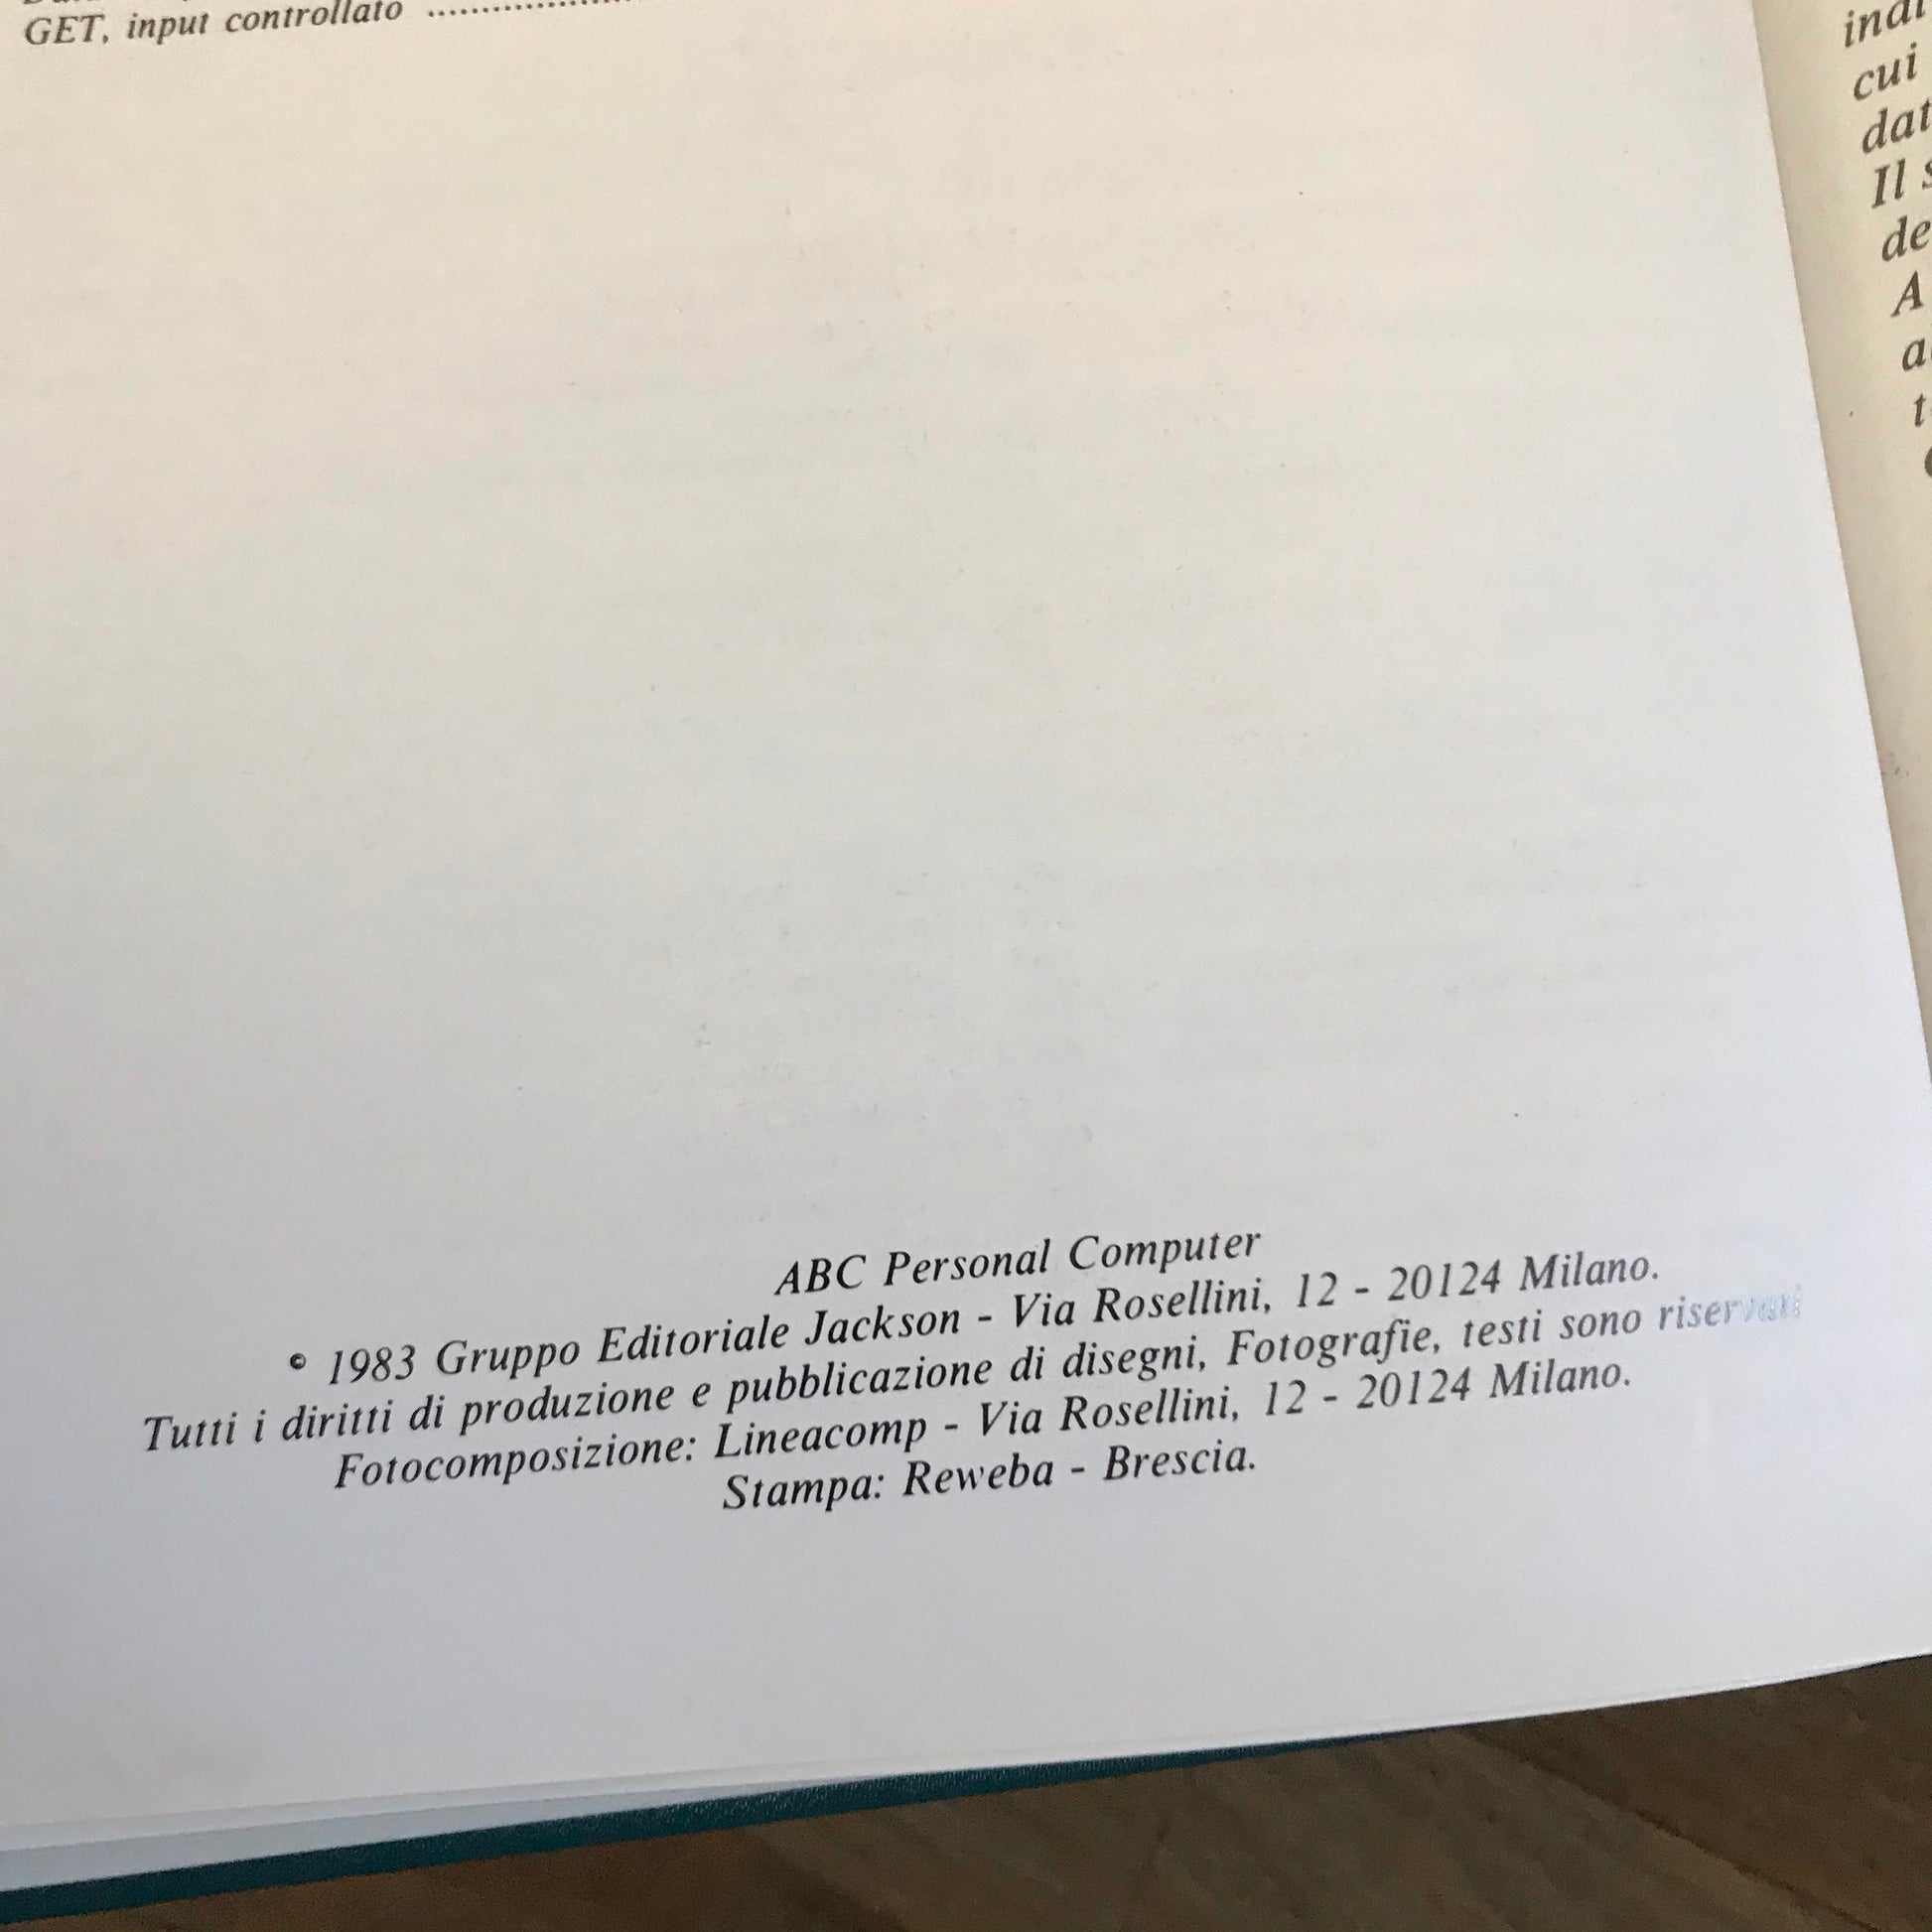 GET, input controllato ........................
ABC Personal Computer
© 1983 Gruppo Editoriale Jackson - Via Rosellini, 12 - 20124 Milano.
Tutti i diritti di produzione e pubblicazione di disegni, Fotografie, testi sono riservati
Fotocomposizione: Lineacomp - Via Rosellini, 12 - 20124 Milano.
Stampa: Reweba - Brescia.
cui
dat
Il s
de
A
a
t